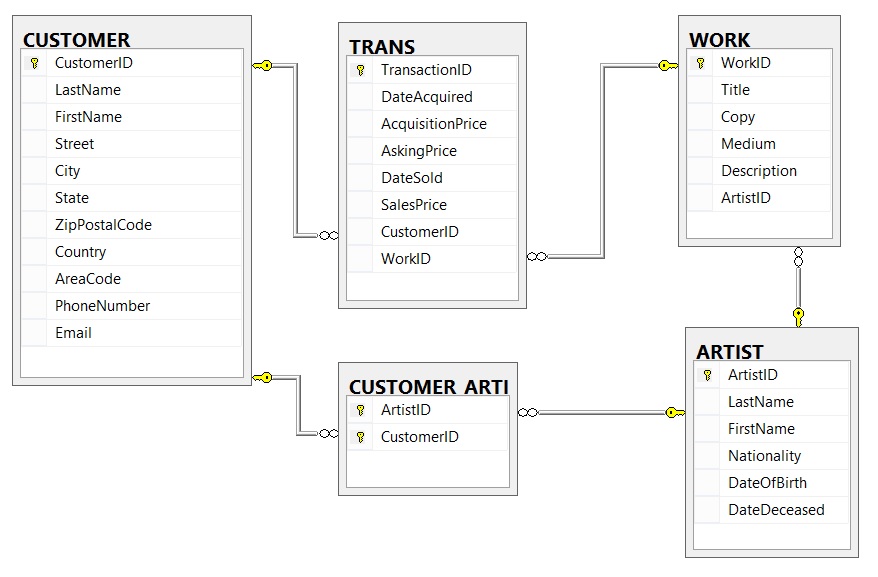 CUSTOMER
CustomerID
LastName
FirstName
Street
City
State
ZipPostalCode
Country
AreaCode
PhoneNumber
Email
TRANS
TransactionID
DateAcquired
AcquisitionPrice
AskingPrice
DateSold
SalesPrice
CustomerID
WorkID
WORK
WorkID
Title
Copy
Medium
Description
ArtistID
CUSTOMER_ARTI
ArtistID
CustomerID
ARTIST
ArtistID
LastName
FirstName
Nationality
DateOfBirth
DateDeceased